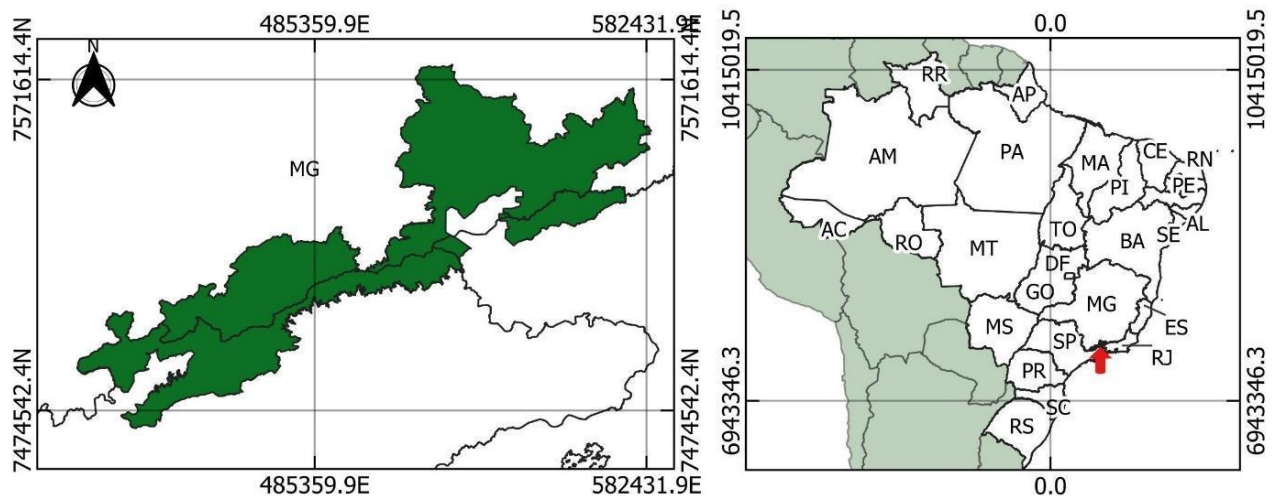 485359.9E
582431.9E
N
7571614.4N
7571614.4N
MG
7474542.4N
7474542.4N
485359.9E
582431.9E
0.0
10415019.5
10415019.5
RR
AP
AM
PA
MA
CE
RN
PI
PE
AC
RO
TO
AL
SE
BA
MT
DF
GO
MG
ES
MS
SP
RJ
PR
SC
RS
6943346.3
6943346.3
0.0